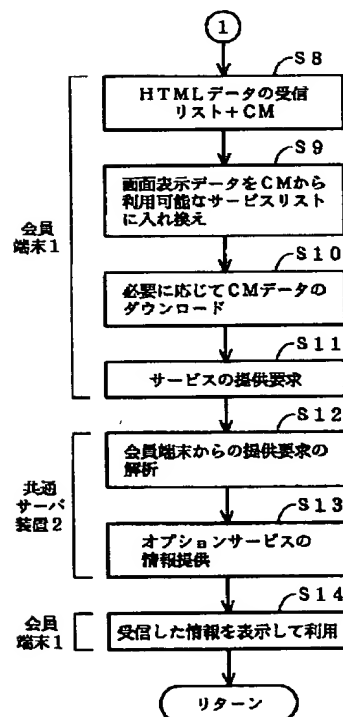 1
S8
HTMLデータの受信
リスト+CM
S9
画面表示データをCMから
利用可能なサービスリスト
に入れ換え
会員
端末1
S10
必要に応じてCMデータの
ダウンロード
S11
サービスの提供要求
S12
会員端末からの提供要求の
解析
共通
サーバ
装置2
S13
オプションサービスの
情報提供
S14
会員
端末1
受信した情報を表示して利用
リターン